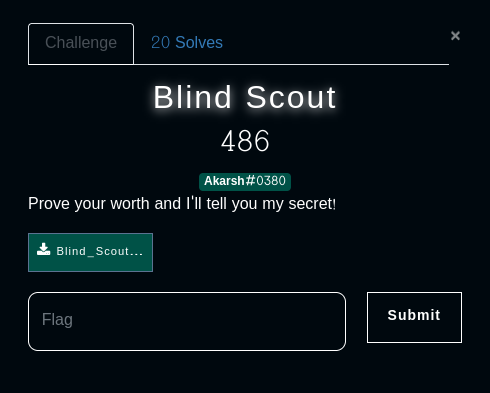 Challenge
20 Solves
×
Blind Scout
486
Akarsh#0380
Prove your worth and I'll tell you my secret!
Blind_Scout...
Flag
Submit